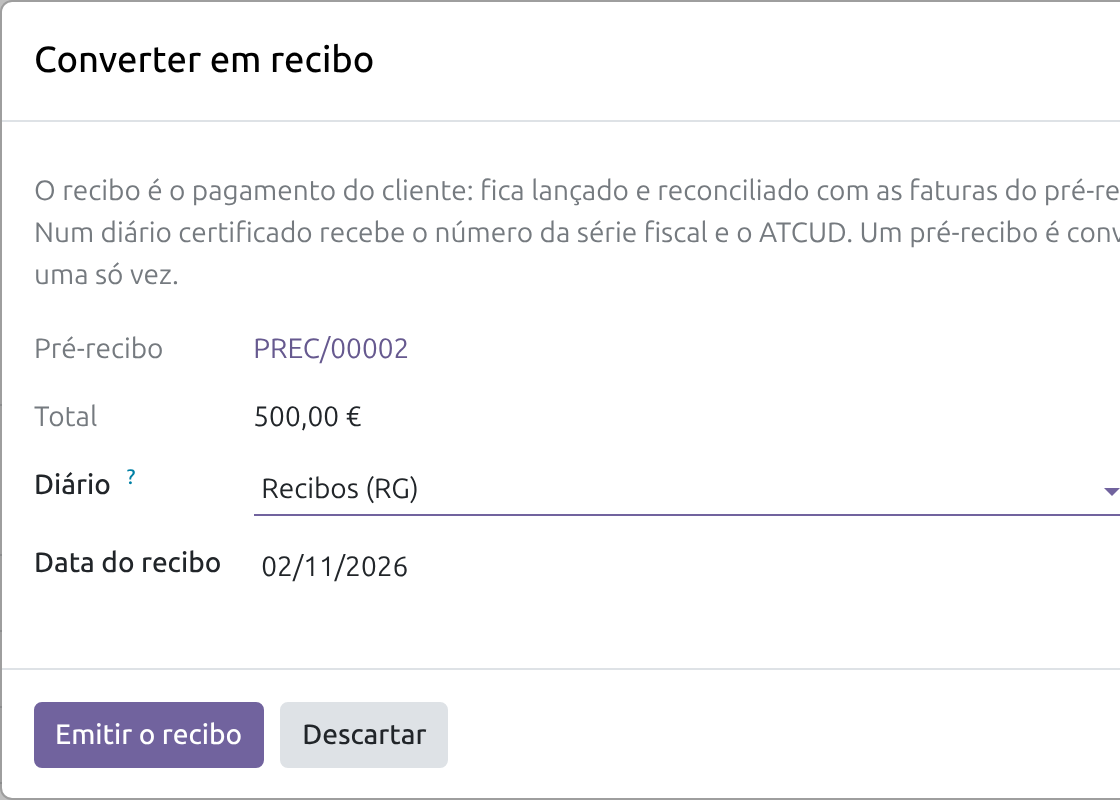 Converter em recibo
O recibo é o pagamento do cliente: fica lançado e reconciliado com as faturas do pré-re
Num diário certificado recebe o número da série fiscal e o ATCUD. Um pré-recibo é conv
uma só vez.
Pré-recibo PREC/00002
Total 500,00 €
Diário ? Recibos (RG)
Data do recibo 02/11/2026
Emitir o recibo Descartar